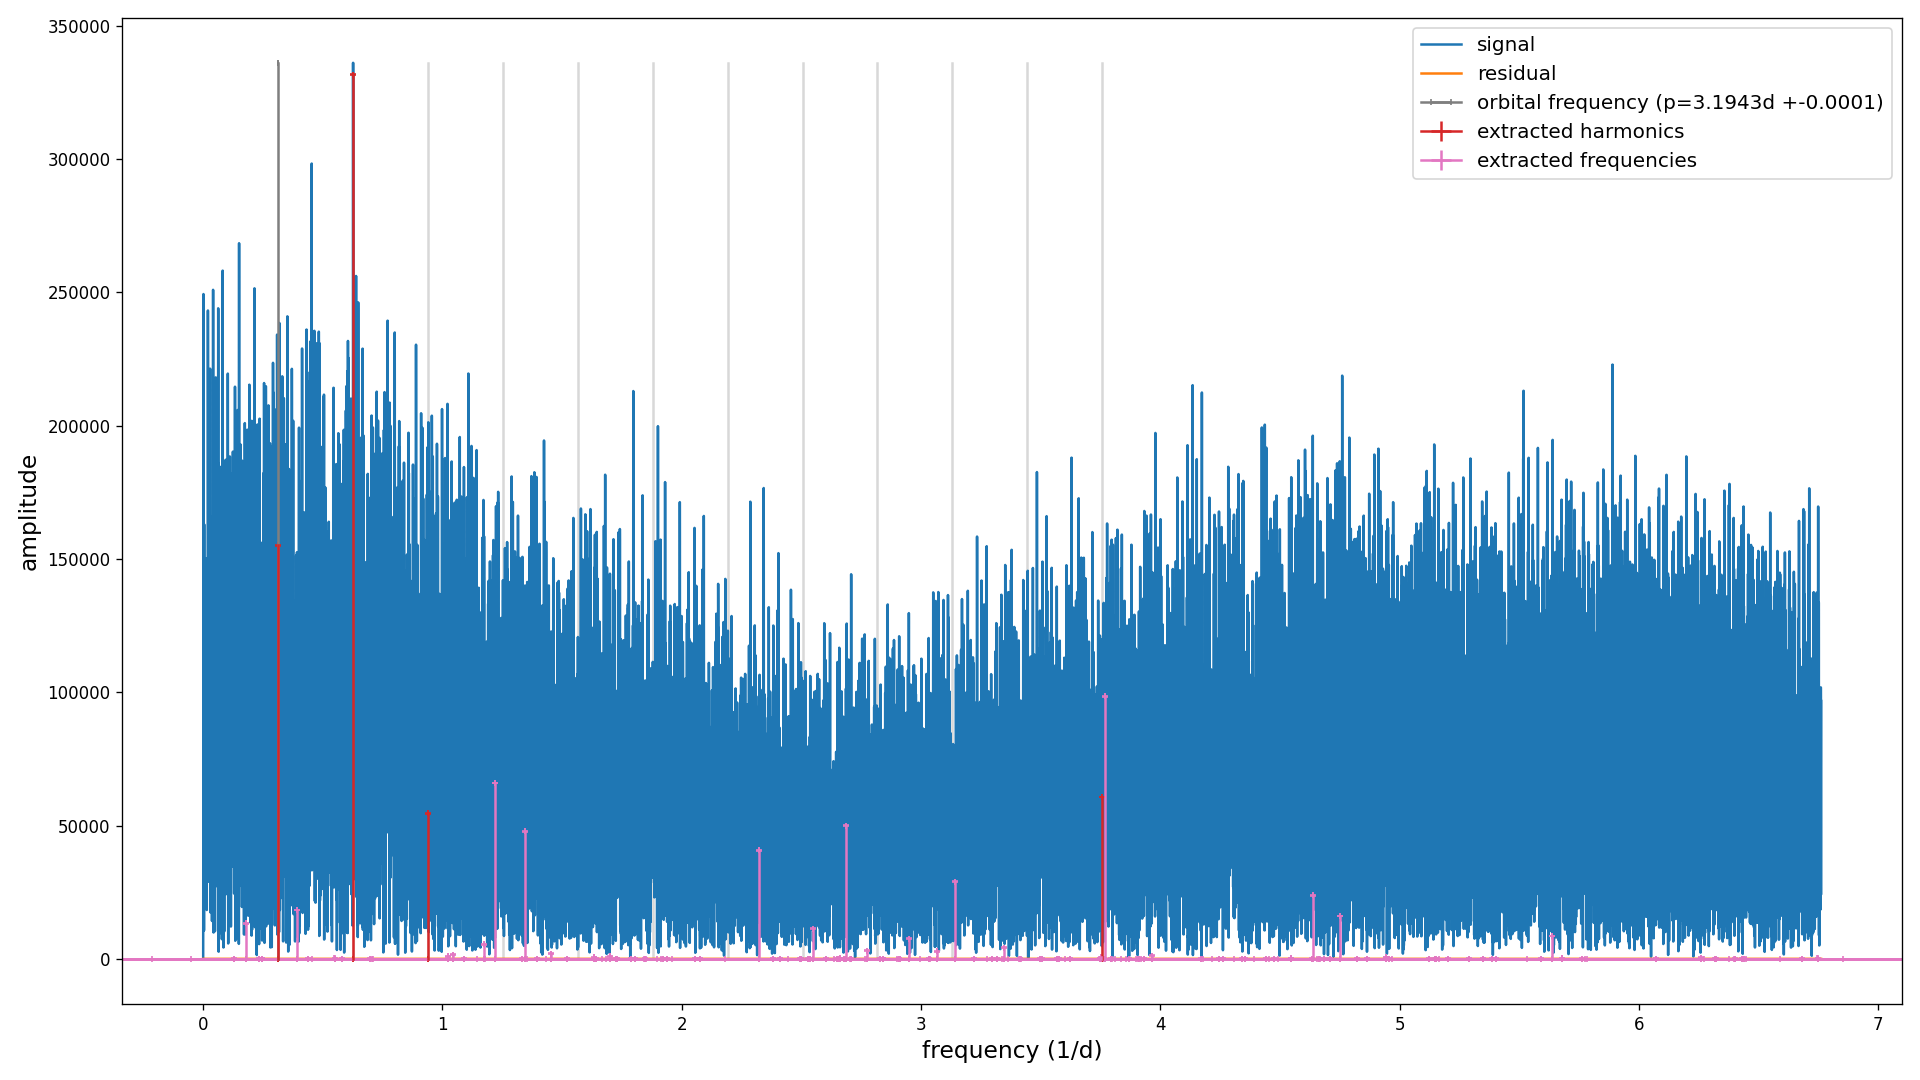 350000
300000
250000
200000
150000
100000
50000
0
amplitude
0 1 2 3 4 5 6 7
frequency (1/d)
signal
residual
orbital frequency (p=3.1943d +-0.0001)
extracted harmonics
extracted frequencies